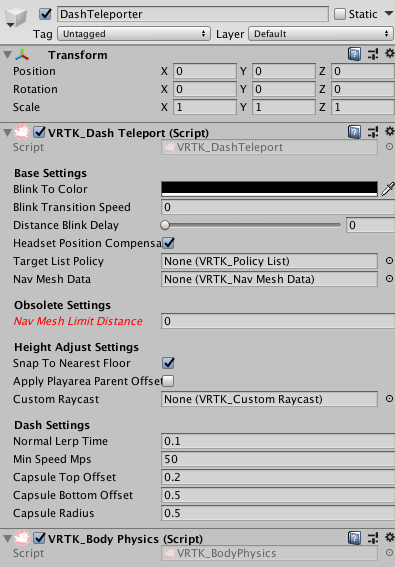 DashTeleporter Static
Tag Untagged Layer Default
Transform
Position X 0 Y 0 Z 0
Rotation X 0 Y 0 Z 0
Scale X 1 Y 1 Z 1
VRTK_Dash Teleport (Script)
Script VRTK_DashTeleport
Base Settings
Blink To Color
Blink Transition Speed 0
Distance Blink Delay 0
Headset Position Compensa
Target List Policy None (VRTK_Policy List)
Nav Mesh Data None (VRTK_Nav Mesh Data)
Obsolete Settings
Nav Mesh Limit Distance 0
Height Adjust Settings
Snap To Nearest Floor
Apply Playarea Parent Offset
Custom Raycast None (VRTK_Custom Raycast)
Dash Settings
Normal Lerp Time 0.1
Min Speed Mps 50
Capsule Top Offset 0.2
Capsule Bottom Offset 0.5
Capsule Radius 0.5
VRTK_Body Physics (Script)
Script VRTK_BodyPhysics